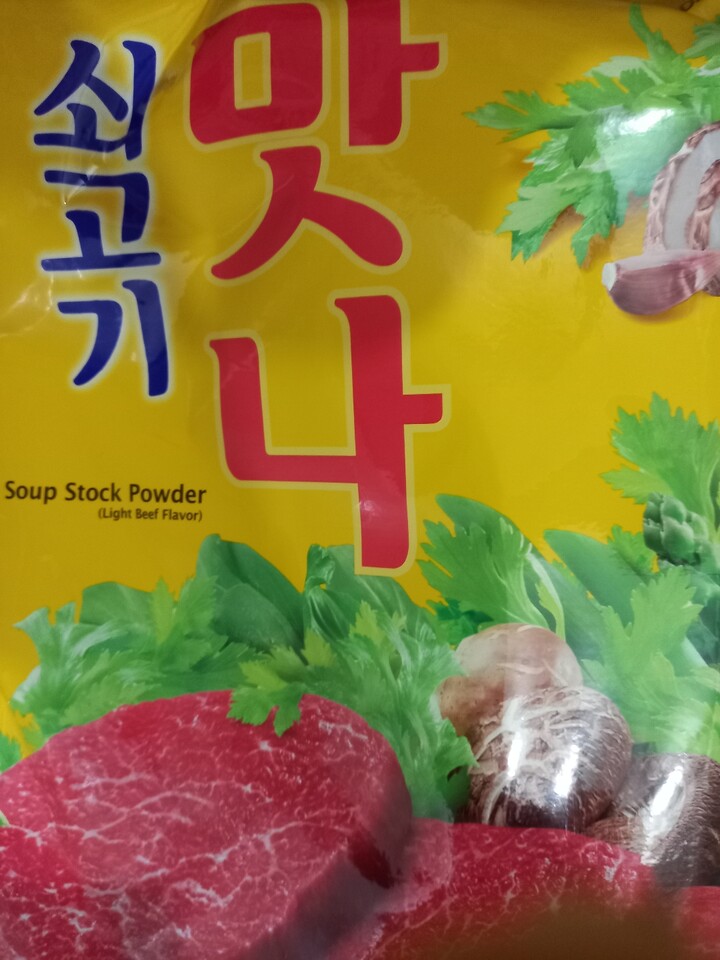 쇠고기
맛나
Soup Stock Powder
(Light Beef Flavor)